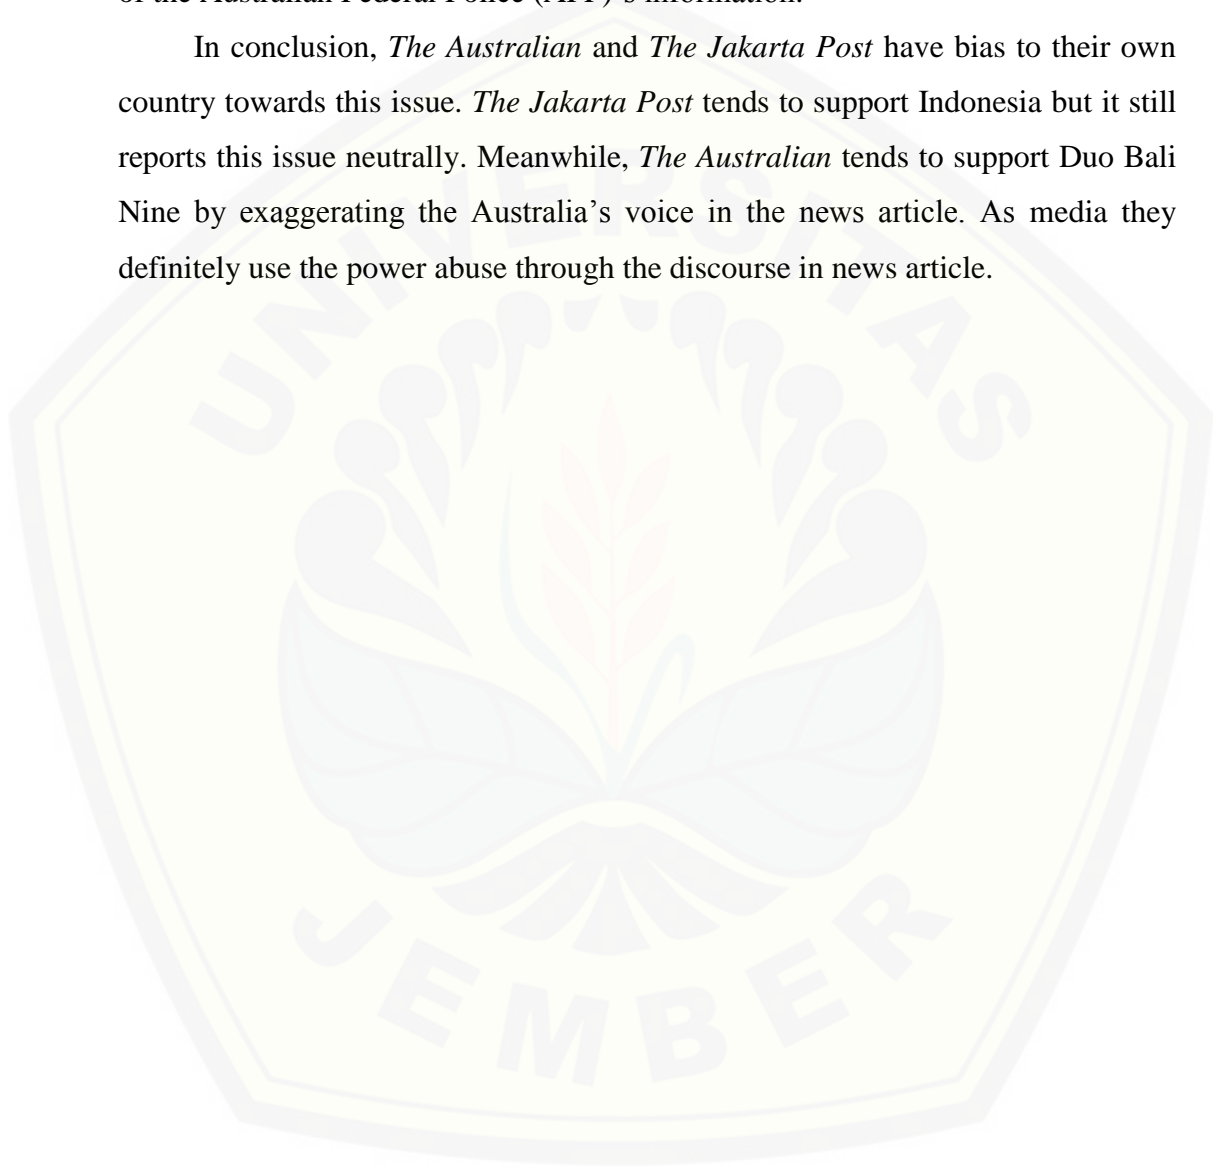 of the Australian Federal Police (AFP)'s information.
In conclusion, The Australian and The Jakarta Post have bias to their own
country towards this issue. The Jakarta Post tends to support Indonesia but it still
reports this issue neutrally. Meanwhile, The Australian tends to support Duo Bali
Nine by exaggerating the Australia's voice in the news article. As media they
definitely use the power abuse through the discourse in news article.
UNIVERSITAS
JEMBER